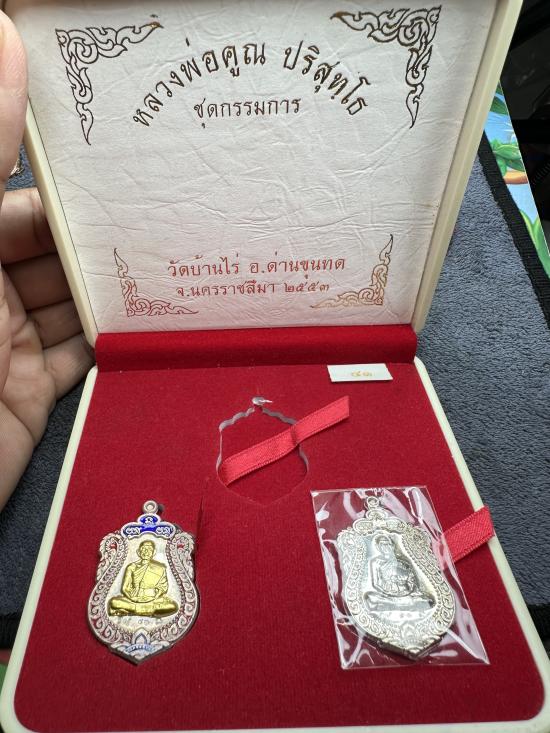 หลวงพ่อคูณ ปริสุทฺโธ
ชุดกรรมการ
วัดบ้านไร่ อ.ด่านขุนทด
จ.นครราชสีมา ๒๕๕๓